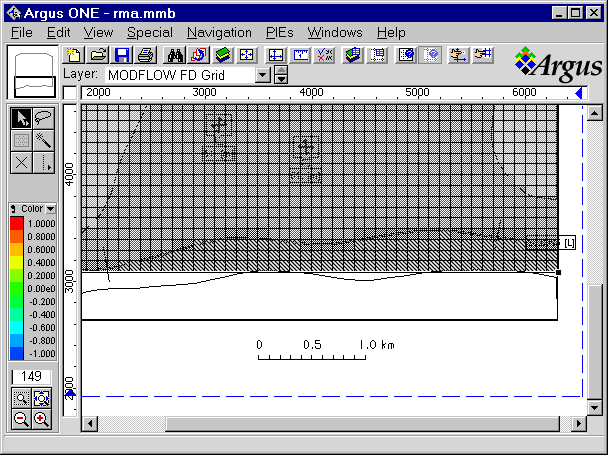 Argus ONE - rma.mmb
File Edit View Special Navigation PIEs Windows Help
Argus
Layer: MODFLOW FD Grid
2000 3000 4000 5000 6000
4000
3000
2000
[L]
Color
1.0000
0.8000
0.6000
0.4000
0.2000
0.00e0
-0.200
-0.400
-0.600
-0.800
-1.000
149
0 0.5 1.0 km